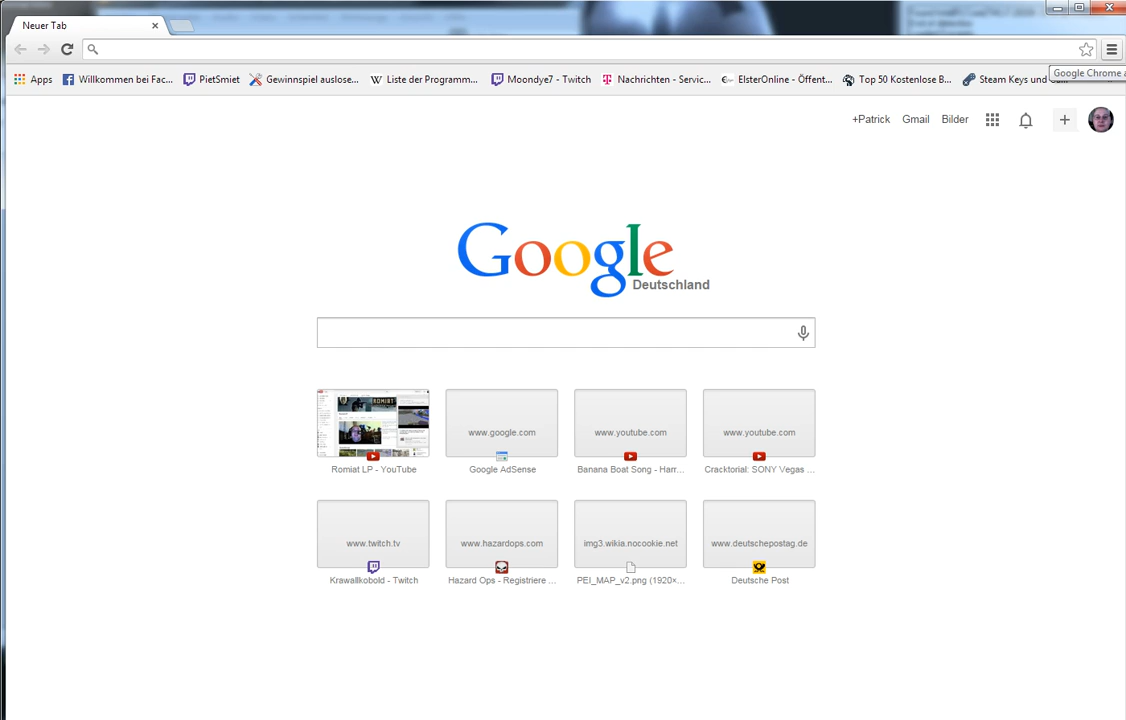 Neuer Tab
Apps Willkommen bei Fac... PietSmiet Gewinnspiel auslose... Liste der Programm... Moondye7 - Twitch Nachrichten - Servic... ElsterOnline - Öffent... Top 50 Kostenlose B... Steam Keys und
Google Chrome a
+Patrick Gmail Bilder
Google
Deutschland
www.google.com www.youtube.com www.youtube.com
Romiat LP - YouTube Google AdSense Banana Boat Song - Harr... Cracktorial: SONY Vegas ...
www.twitch.tv www.hazardops.com img3.wikia.nocookie.net www.deutschepostag.de
Krawallkobold - Twitch Hazard Ops - Registriere ... PEI_MAP_v2.png (1920×... Deutsche Post